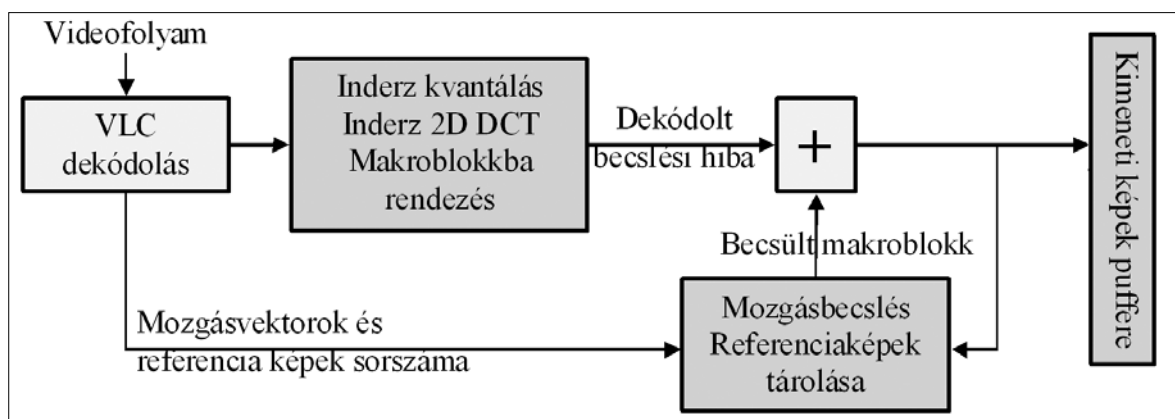 Videofolyam
VLC
dekódolás
Inderz kvantálás
Inderz 2D DCT
Makroblokkba
rendezés
Dekódolt
becslési hiba
+
Kimeneti képek puffere
Becsült makroblokk
Mozgásbecslés
Referenciaképek
tárolása
Mozgásvektorok és
referencia képek sorszáma